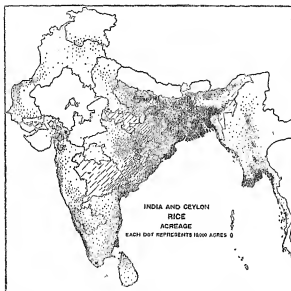 INDIA AND CEYLON
RICE
ACREAGE
EACH DOT REPRESENTS 10,000 ACRES